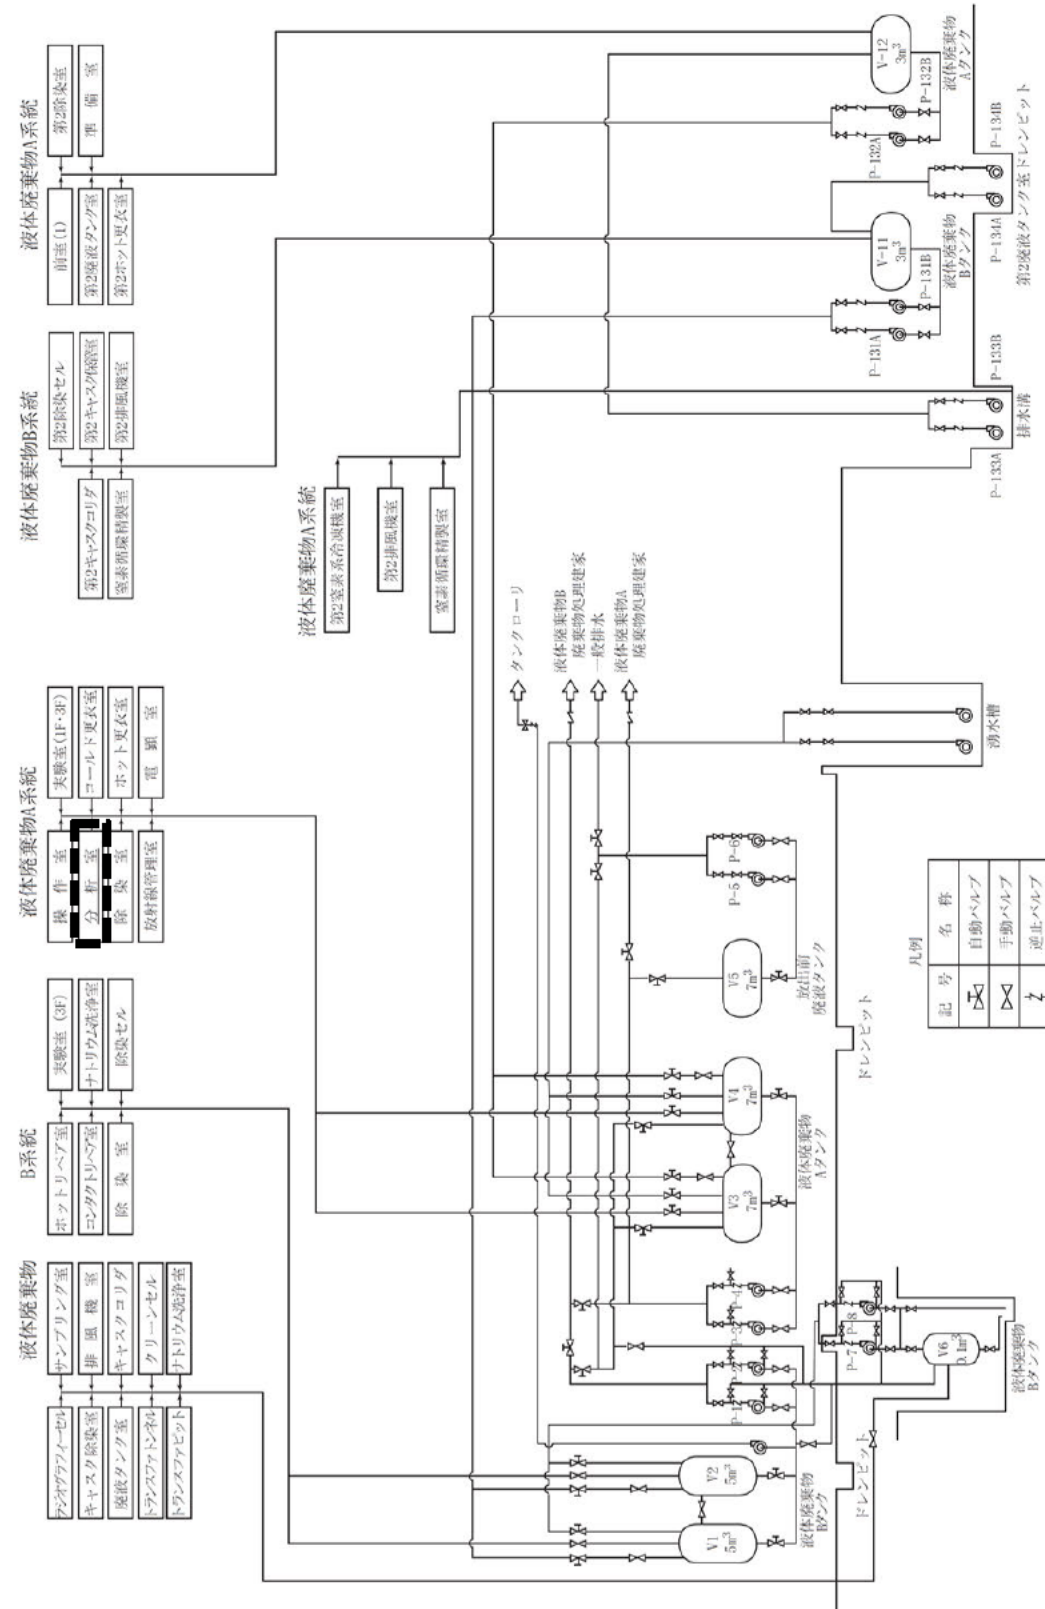 液体廃棄物
サンプリング室
排風機室
キャスクコリダ
クリーンセル
ナトリウム洗浄室
ラジオグラフィーセル
キャスク除染室
廃液タンク室
トランスファトンネル
トランスファピット
B系統
実験室 (3F)
ナトリウム洗浄室
除染セル
ホットリペア室
コンタクトリペア室
除染室
液体廃棄物A系統
実験室(1F・3F)
コールド更衣室
ホット更衣室
電顕室
操作室
分析室
除染室
放射線管理室
液体廃棄物B系統
第2除染セル
第2キャスク保管室
第2排風機室
第2キャスクコリダ
窒素循環精製室
液体廃棄物A系統
第2除染室
準備室
前室(1)
第2廃液タンク室
第2ホット更衣室
液体廃棄物A系統
第2窒素系冷凍機室
第2排風機室
窒素循環精製室
タンクローリ
液体廃棄物B
廃棄物処理建家
一般排水
液体廃棄物A
廃棄物処理建家
V1
5m³
V2
5m³
液体廃棄物
Bタンク
P-1
P-2
P-3
P-4
V3
7m³
V4
7m³
液体廃棄物
Aタンク
V5
7m³
放出前
廃液タンク
P-5
P-6
P-7
P-8
V6
0.1m³
液体廃棄物
Bタンク
ドレンピット
ドレンピット
湧水槽
排水溝
P-133A
P-133B
P-131A
P-131B
V-11
3m³
液体廃棄物
Bタンク
P-134A
P-134B
第2廃液タンク室ドレンピット
P-132A
P-132B
V-12
3m³
液体廃棄物
Aタンク
凡例
記号 名称
自動バルブ
手動バルブ
逆止バルブ